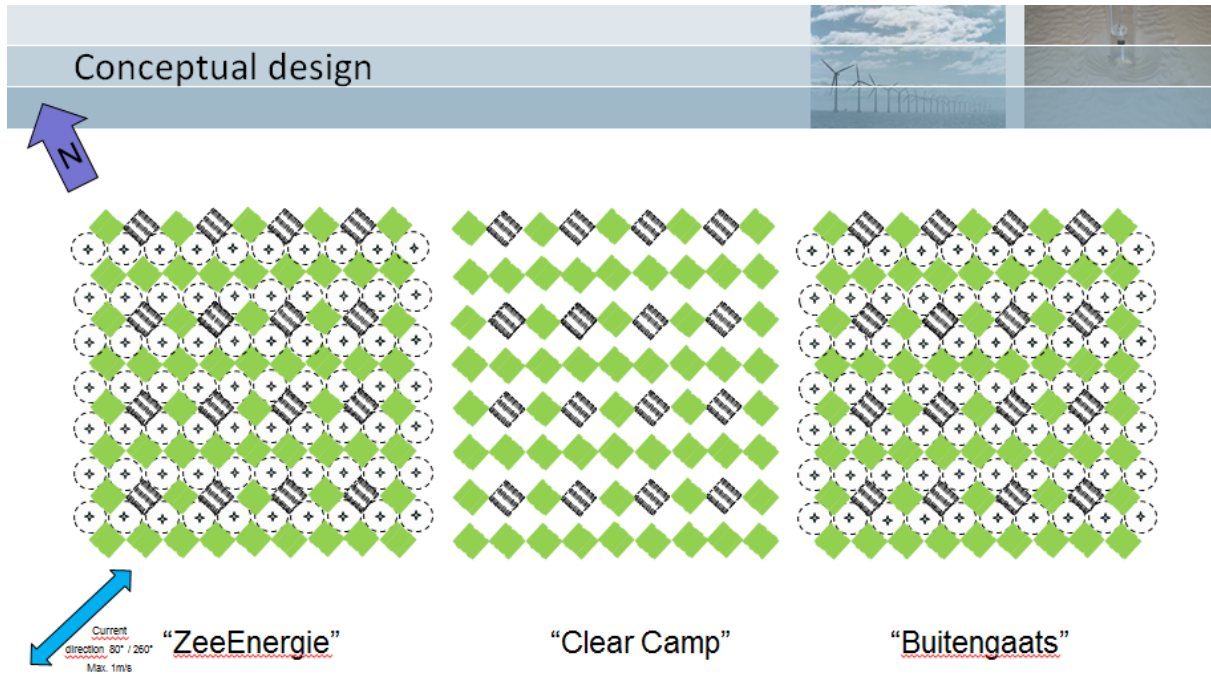 Conceptual design
N
Current
direction 80° / 260°
Max. 1m/s
“ZeeEnergie”
“Clear Camp”
“Buitengaats”